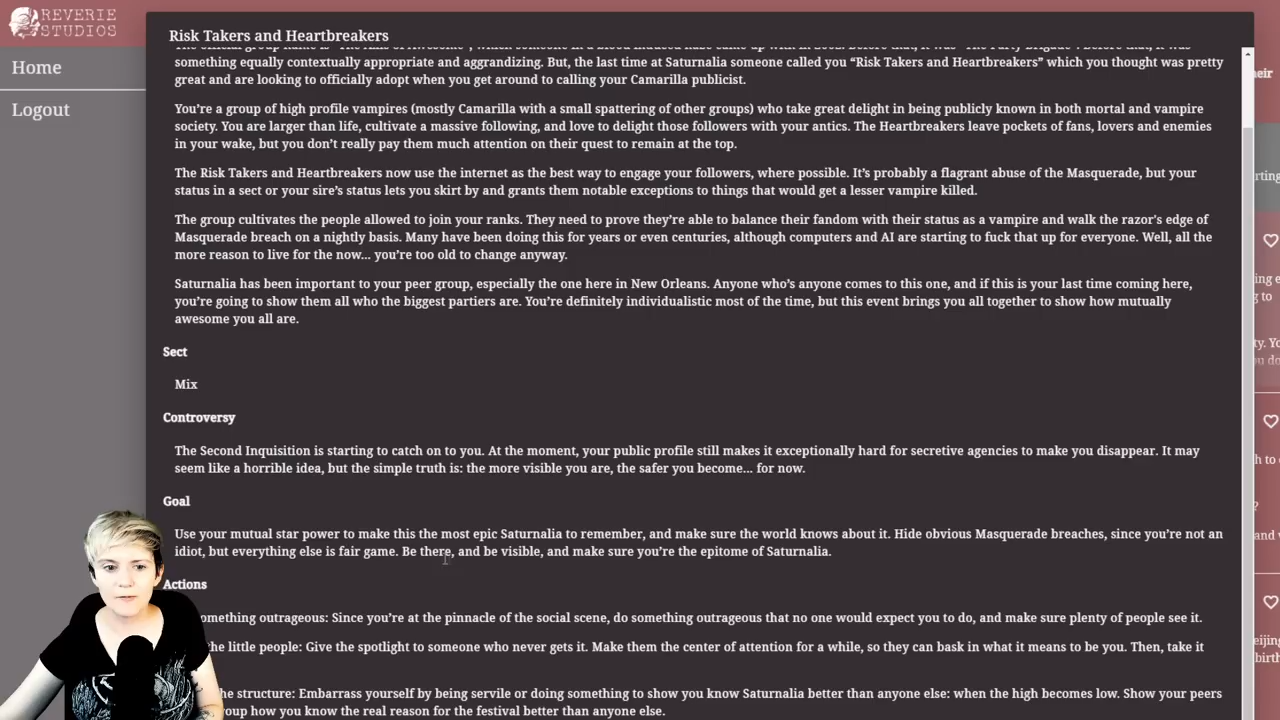 REVERIE
STUDIOS
Home
Logout
Risk Takers and Heartbreakers
something equally contextually appropriate and aggrandizing. But, the last time at Saturnalia someone called you “Risk Takers and Heartbreakers” which you thought was pretty
great and are looking to officially adopt when you get around to calling your Camarilla publicist.
You’re a group of high profile vampires (mostly Camarilla with a small spattering of other groups) who take great delight in being publicly known in both mortal and vampire
society. You are larger than life, cultivate a massive following, and love to delight those followers with your antics. The Heartbreakers leave pockets of fans, lovers and enemies
in your wake, but you don’t really pay them much attention on their quest to remain at the top.
The Risk Takers and Heartbreakers now use the internet as the best way to engage your followers, where possible. It’s probably a flagrant abuse of the Masquerade, but your
status in a sect or your sire’s status lets you skirt by and grants them notable exceptions to things that would get a lesser vampire killed.
The group cultivates the people allowed to join your ranks. They need to prove they’re able to balance their fandom with their status as a vampire and walk the razor’s edge of
Masquerade breach on a nightly basis. Many have been doing this for years or even centuries, although computers and AI are starting to fuck that up for everyone. Well, all the
more reason to live for the now... you’re too old to change anyway.
Saturnalia has been important to your peer group, especially the one here in New Orleans. Anyone who’s anyone comes to this one, and if this is your last time coming here,
you’re going to show them all who the biggest partiers are. You’re definitely individualistic most of the time, but this event brings you all together to show how mutually
awesome you all are.
Sect
Mix
Controversy
The Second Inquisition is starting to catch on to you. At the moment, your public profile still makes it exceptionally hard for secretive agencies to make you disappear. It may
seem like a horrible idea, but the simple truth is: the more visible you are, the safer you become... for now.
Goal
Use your mutual star power to make this the most epic Saturnalia to remember, and make sure the world knows about it. Hide obvious Masquerade breaches, since you’re not an
idiot, but everything else is fair game. Be there, and be visible, and make sure you’re the epitome of Saturnalia.
Actions
omething outrageous: Since you’re at the pinnacle of the social scene, do something outrageous that no one would expect you to do, and make sure plenty of people see it.
the little people: Give the spotlight to someone who never gets it. Make them the center of attention for a while, so they can bask in what it means to be you. Then, take it
he structure: Embarrass yourself by being servile or doing something to show you know Saturnalia better than anyone else: when the high becomes low. Show your peers
oup how you know the real reason for the festival better than anyone else.